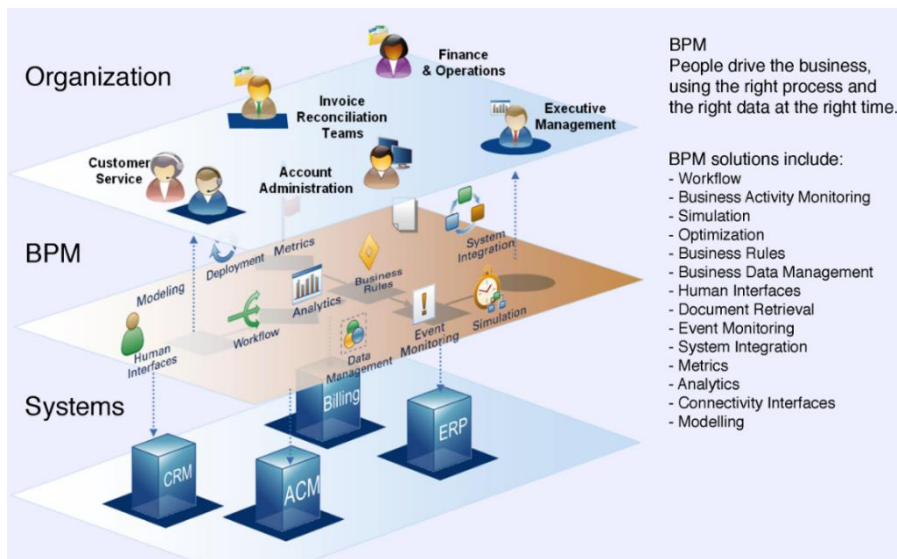 Organization
Finance
& Operations
Invoice
Reconciliation
Teams
Executive
Management
Customer
Service
Account
Administration
BPM
Modeling
Deployment
Metrics
System
Integration
Business
Rules
Analytics
Workflow
Human
Interfaces
Data
Management
Event
Monitoring
Simulation
Systems
Billing
ERP
CRM
ACM
BPM
People drive the business,
using the right process and
the right data at the right time.
BPM solutions include:
- Workflow
- Business Activity Monitoring
- Simulation
- Optimization
- Business Rules
- Business Data Management
- Human Interfaces
- Document Retrieval
- Event Monitoring
- System Integration
- Metrics
- Analytics
- Connectivity Interfaces
- Modelling